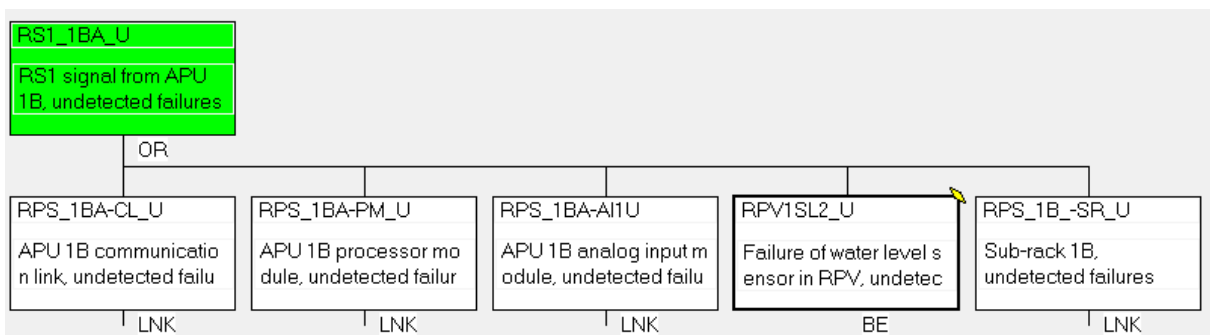 RS1_1BA_U
RS1 signal from APU
1B, undetected failures
OR
RPS_1BA-CL_U
APU 1B communicatio
n link, undetected failu
LNK
RPS_1BA-PM_U
APU 1B processor mo
dule, undetected failur
LNK
RPS_1BA-AI1U
APU 1B analog input m
odule, undetected failu
LNK
RPV1SL2_U
Failure of water level s
ensor in RPV, undetec
BE
RPS_1B_-SR_U
Sub-rack 1B,
undetected failures
LNK